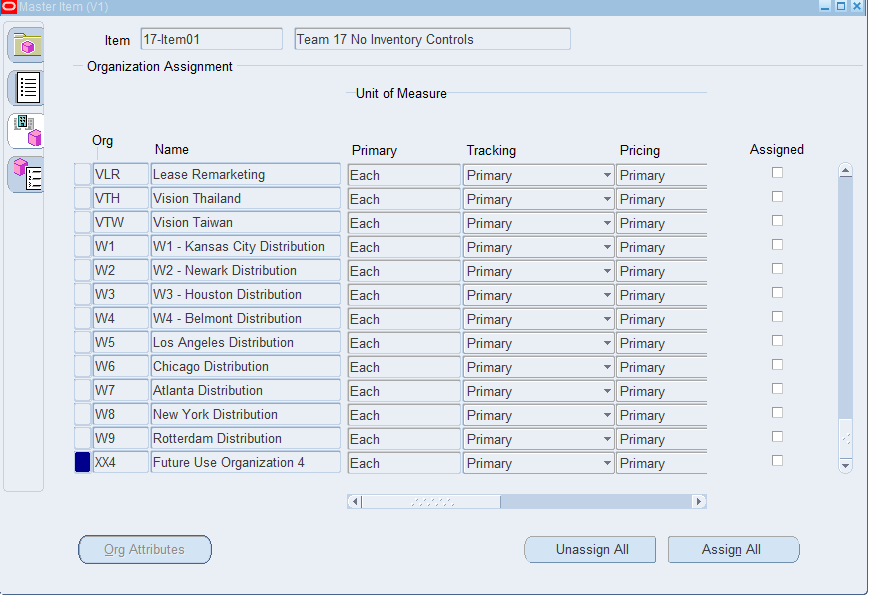 Master Item (V1)
Item 17-Item01 Team 17 No Inventory Controls
Organization Assignment
Unit of Measure
Org Name Primary Tracking Pricing Assigned
VLR Lease Remarketing Each Primary Primary
VTH Vision Thailand Each Primary Primary
VTW Vision Taiwan Each Primary Primary
W1 W1 - Kansas City Distribution Each Primary Primary
W2 W2 - Newark Distribution Each Primary Primary
W3 W3 - Houston Distribution Each Primary Primary
W4 W4 - Belmont Distribution Each Primary Primary
W5 Los Angeles Distribution Each Primary Primary
W6 Chicago Distribution Each Primary Primary
W7 Atlanta Distribution Each Primary Primary
W8 New York Distribution Each Primary Primary
W9 Rotterdam Distribution Each Primary Primary
XX4 Future Use Organization 4 Each Primary Primary
Org Attributes Unassign All Assign All